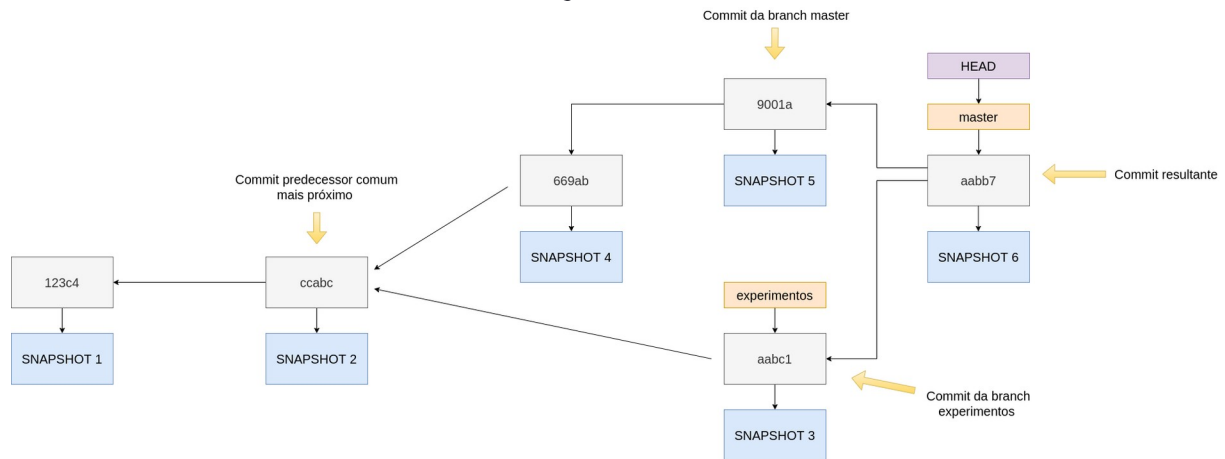 Commit da branch master
HEAD
9001a
master
669ab
SNAPSHOT 5
aabb7
Commit resultante
Commit predecessor comum
mais próximo
SNAPSHOT 4
SNAPSHOT 6
123c4
ccabc
experimentos
SNAPSHOT 1
SNAPSHOT 2
aabc1
Commit da branch
experimentos
SNAPSHOT 3